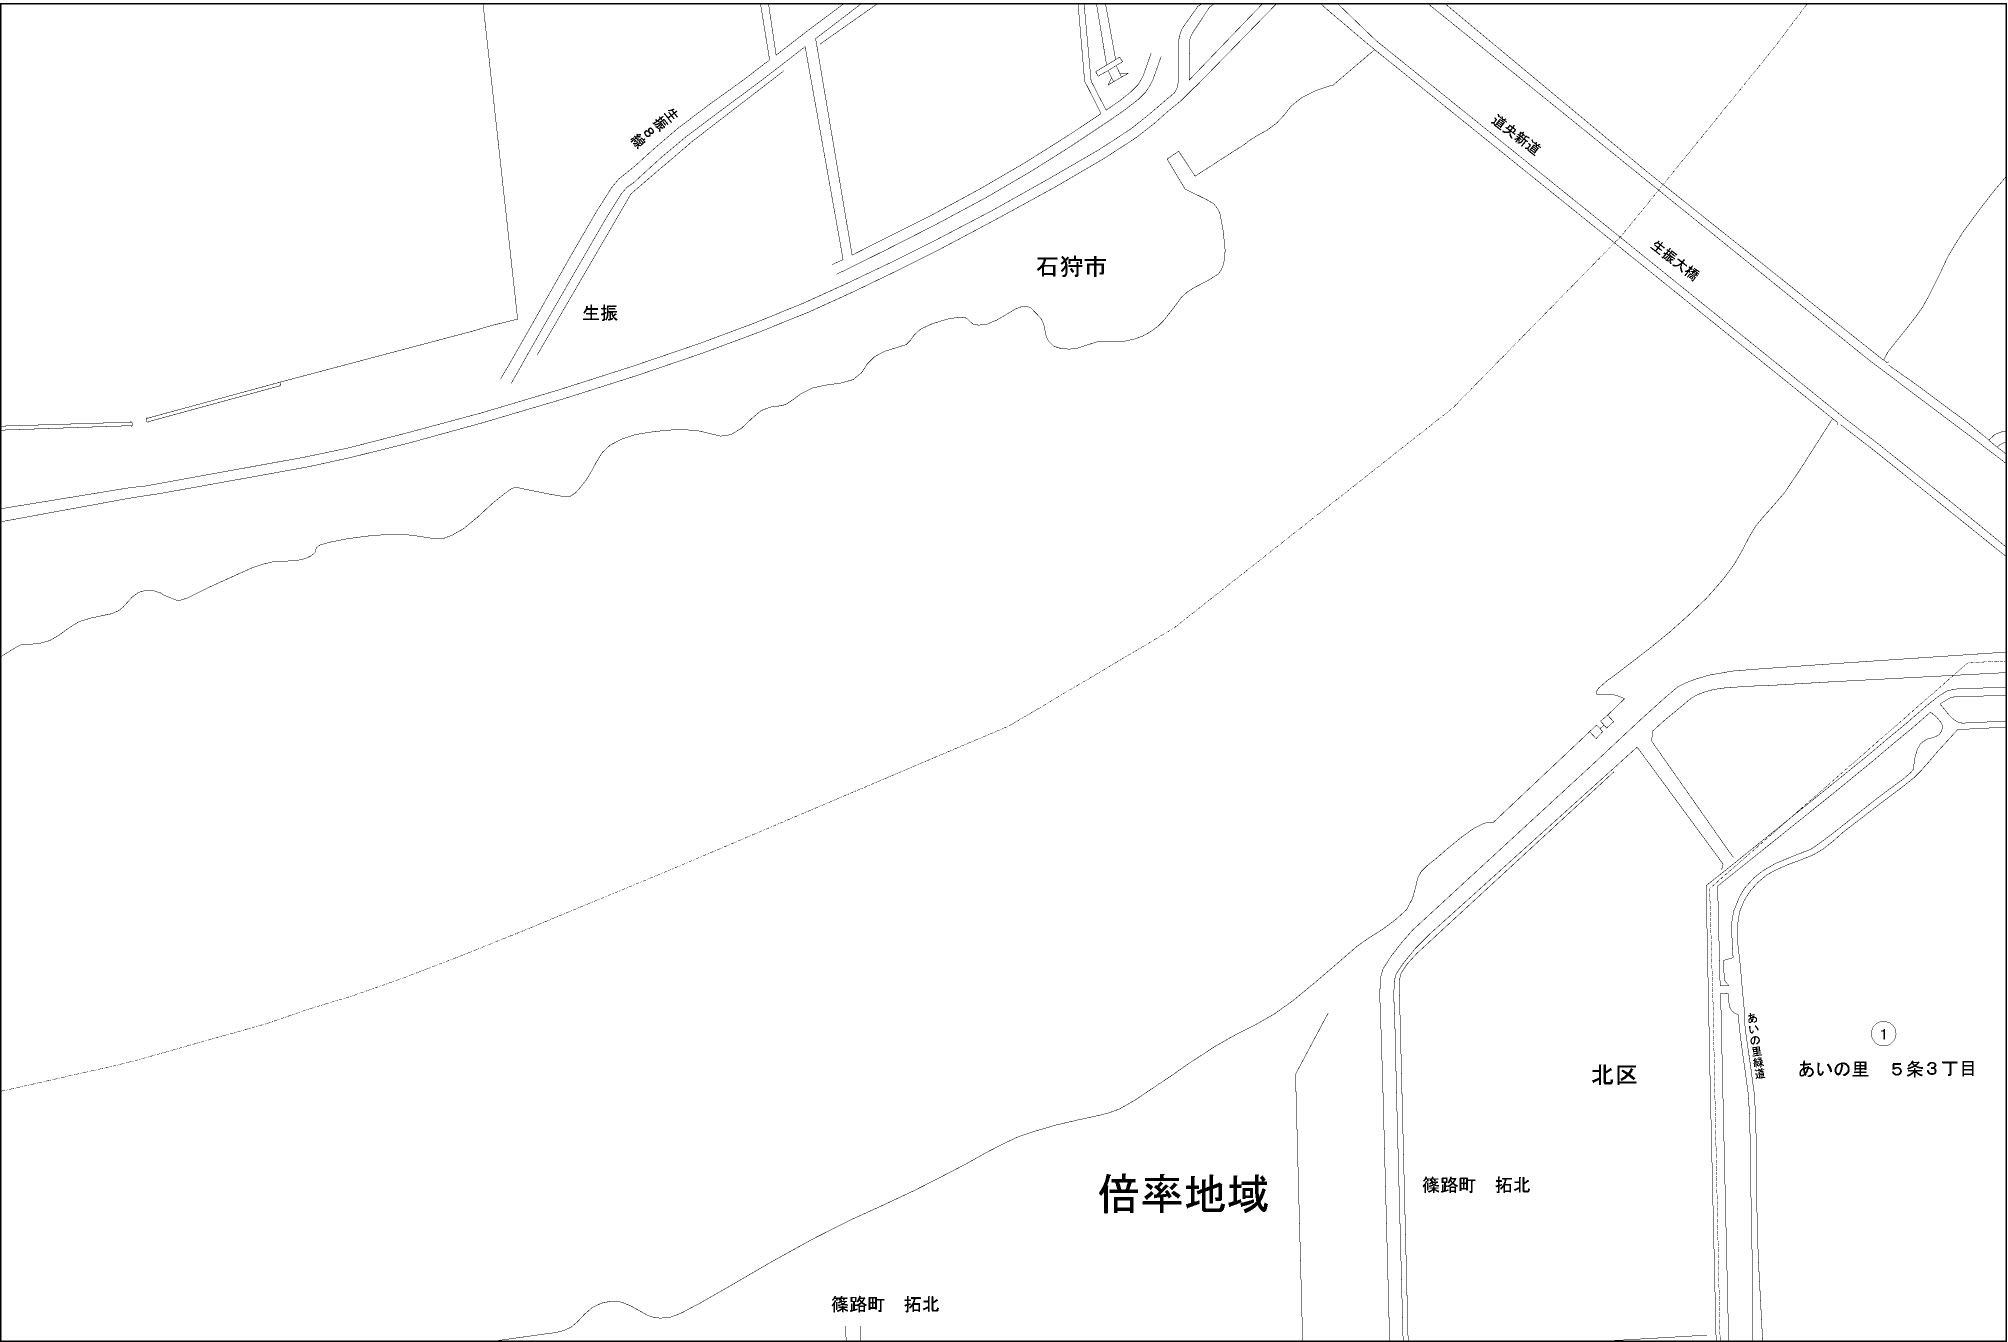 生振8線
道央新道
生振大橋
石狩市
生振
あいの里緑道
1
あいの里　５条３丁目
北区
倍率地域
篠路町　拓北
篠路町　拓北